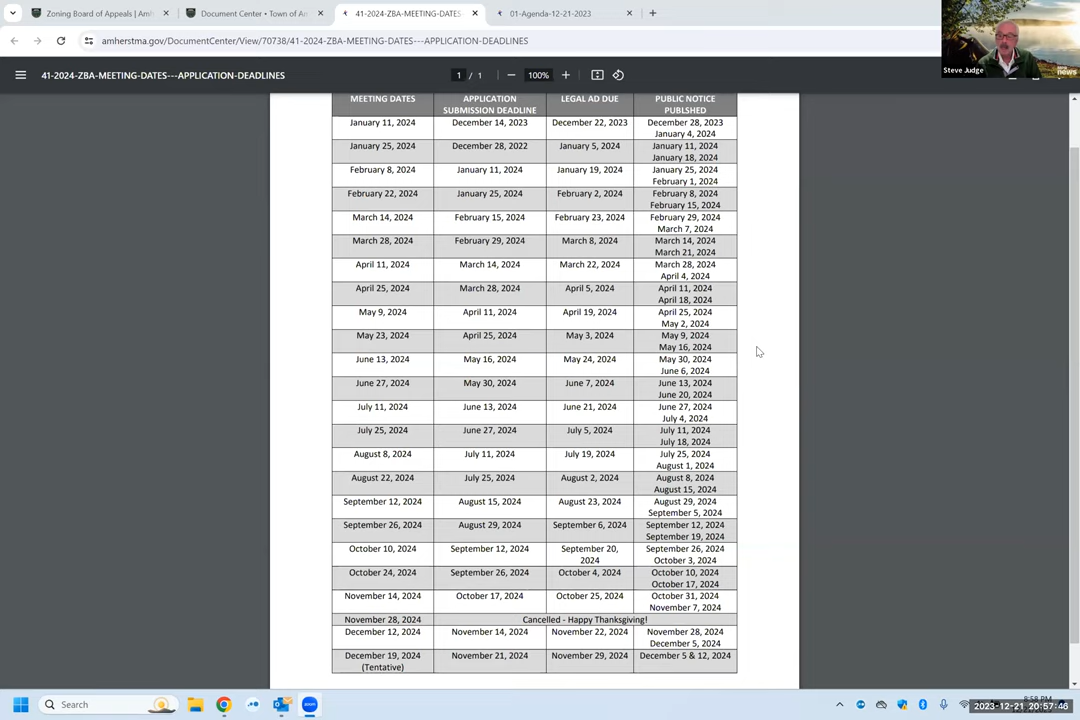 Zoning Board of Appeals | Amh
Document Center • Town of Am
41-2024-ZBA-MEETING-DATES
01-Agenda-12-21-2023
amherstma.gov/DocumentCenter/View/70738/41-2024-ZBA-MEETING-DATES---APPLICATION-DEADLINES
Steve Judge
news
41-2024-ZBA-MEETING-DATES---APPLICATION-DEADLINES
1 / 1
100%
MEETING DATES APPLICATION SUBMISSION DEADLINE LEGAL AD DUE PUBLIC NOTICE PUBLSHED
January 11, 2024 December 14, 2023 December 22, 2023 December 28, 2023
January 4, 2024
January 25, 2024 December 28, 2022 January 5, 2024 January 11, 2024
January 18, 2024
February 8, 2024 January 11, 2024 January 19, 2024 January 25, 2024
February 1, 2024
February 22, 2024 January 25, 2024 February 2, 2024 February 8, 2024
February 15, 2024
March 14, 2024 February 15, 2024 February 23, 2024 February 29, 2024
March 7, 2024
March 28, 2024 February 29, 2024 March 8, 2024 March 14, 2024
March 21, 2024
April 11, 2024 March 14, 2024 March 22, 2024 March 28, 2024
April 4, 2024
April 25, 2024 March 28, 2024 April 5, 2024 April 11, 2024
April 18, 2024
May 9, 2024 April 11, 2024 April 19, 2024 April 25, 2024
May 2, 2024
May 23, 2024 April 25, 2024 May 3, 2024 May 9, 2024
May 16, 2024
June 13, 2024 May 16, 2024 May 24, 2024 May 30, 2024
June 6, 2024
June 27, 2024 May 30, 2024 June 7, 2024 June 13, 2024
June 20, 2024
July 11, 2024 June 13, 2024 June 21, 2024 June 27, 2024
July 4, 2024
July 25, 2024 June 27, 2024 July 5, 2024 July 11, 2024
July 18, 2024
August 8, 2024 July 11, 2024 July 19, 2024 July 25, 2024
August 1, 2024
August 22, 2024 July 25, 2024 August 2, 2024 August 8, 2024
August 15, 2024
September 12, 2024 August 15, 2024 August 23, 2024 August 29, 2024
September 5, 2024
September 26, 2024 August 29, 2024 September 6, 2024 September 12, 2024
September 19, 2024
October 10, 2024 September 12, 2024 September 20, 2024 September 26, 2024
October 3, 2024
October 24, 2024 September 26, 2024 October 4, 2024 October 10, 2024
October 17, 2024
November 14, 2024 October 17, 2024 October 25, 2024 October 31, 2024
November 7, 2024
November 28, 2024 Cancelled - Happy Thanksgiving!
December 12, 2024 November 14, 2024 November 22, 2024 November 28, 2024
December 5, 2024
December 19, 2024 November 21, 2024 November 29, 2024 December 5 & 12, 2024
(Tentative)
Search
zoom
8:58 PM
2023-12-21 20:57:46